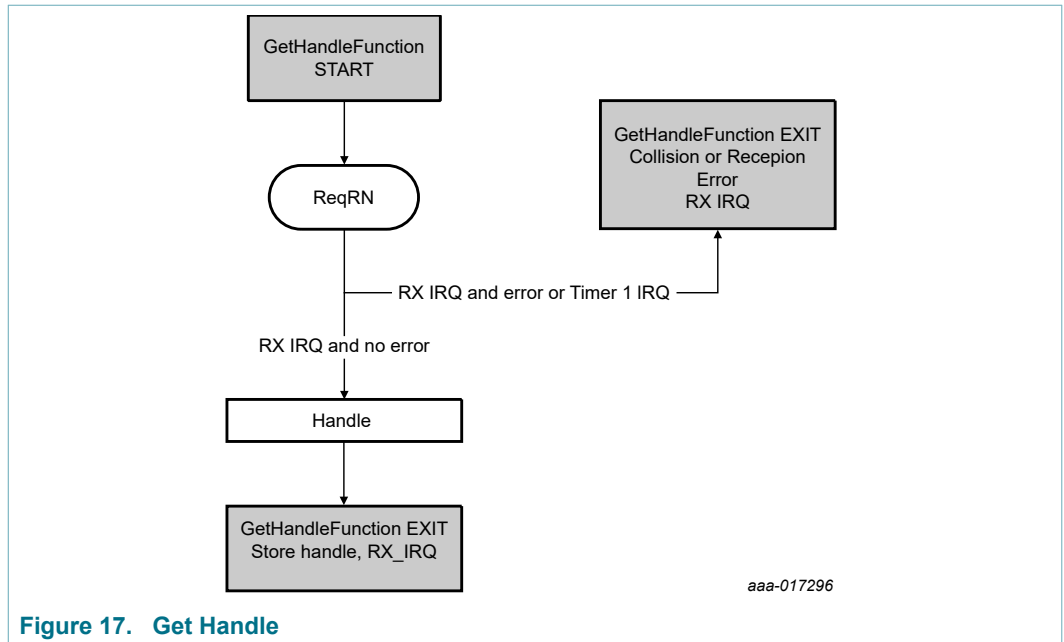 GetHandleFunction
START
GetHandleFunction EXIT
Collision or Recepion
Error
RX IRQ
ReqRN
RX IRQ and error or Timer 1 IRQ
RX IRQ and no error
Handle
GetHandleFunction EXIT
Store handle, RX_IRQ
aaa-017296
Figure 17. Get Handle